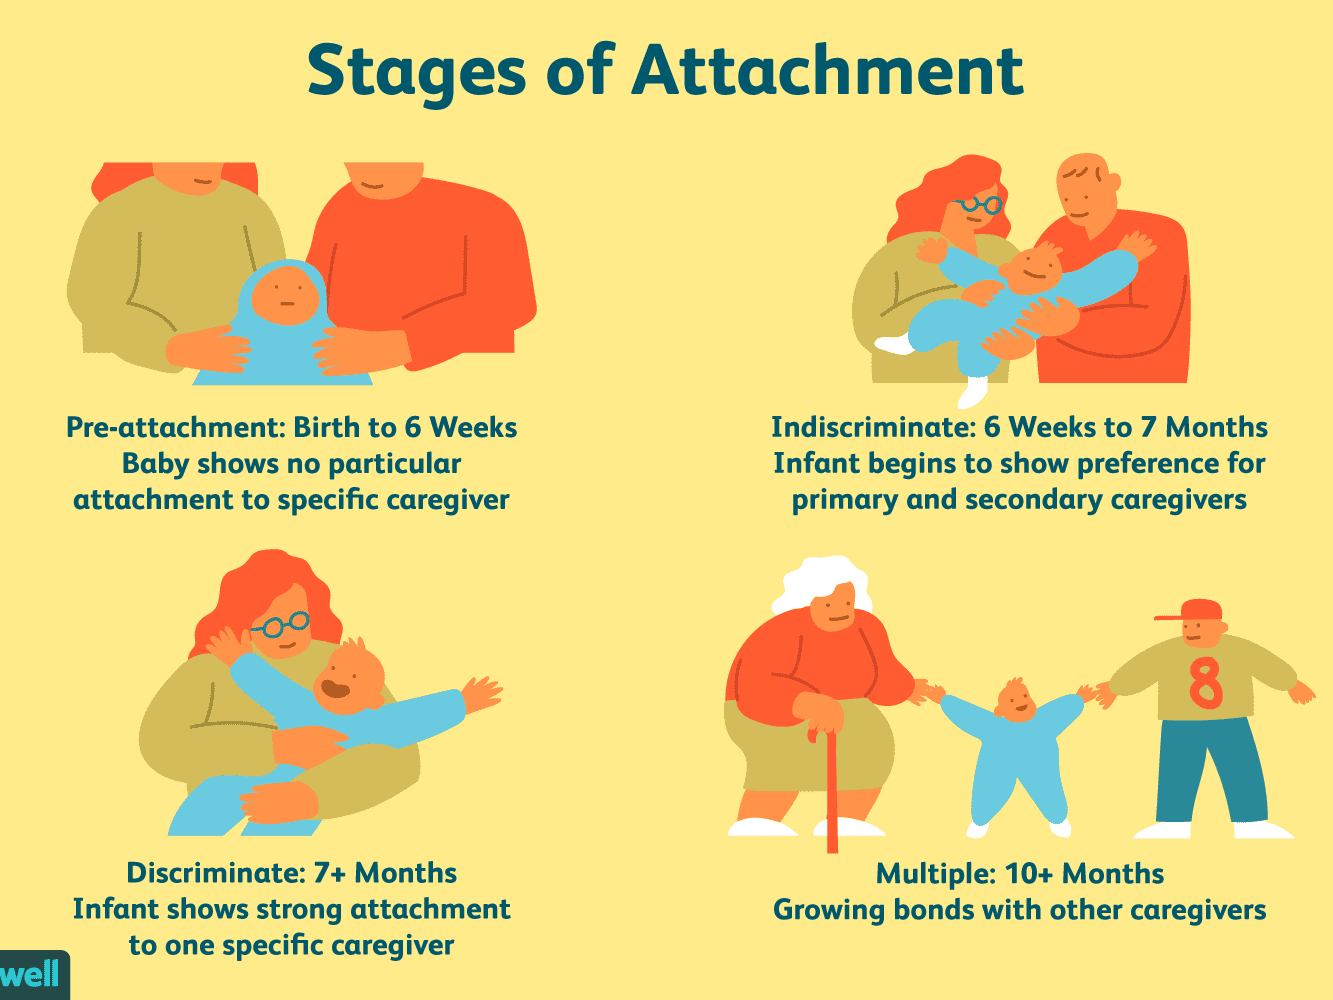 Stages of Attachment
Pre-attachment: Birth to 6 Weeks
Baby shows no particular
attachment to specific caregiver
Indiscriminate: 6 Weeks to 7 Months
Infant begins to show preference for
primary and secondary caregivers
8
Discriminate: 7+ Months
Infant shows strong attachment
to one specific caregiver
Multiple: 10+ Months
Growing bonds with other caregivers
well